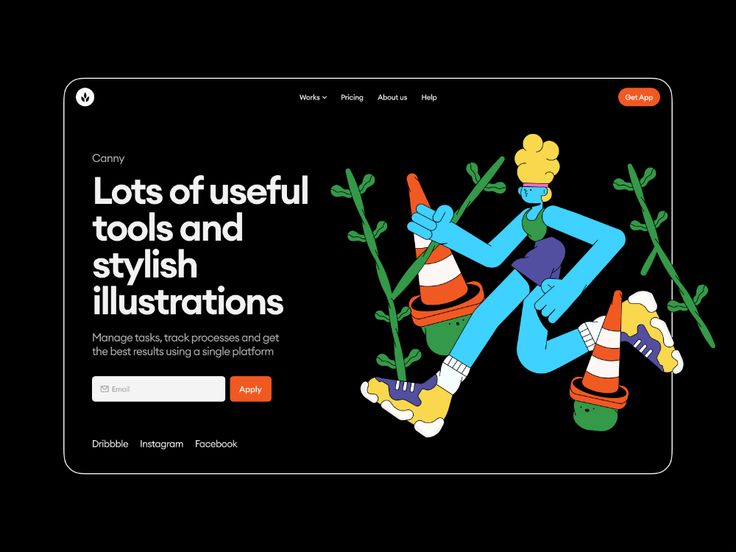 Works
Pricing
About us
Help
Get App
Canny
Lots of useful
tools and
stylish
illustrations
Manage tasks, track processes and get
the best results using a single platform
Email
Apply
Dribbble
Instagram
Facebook